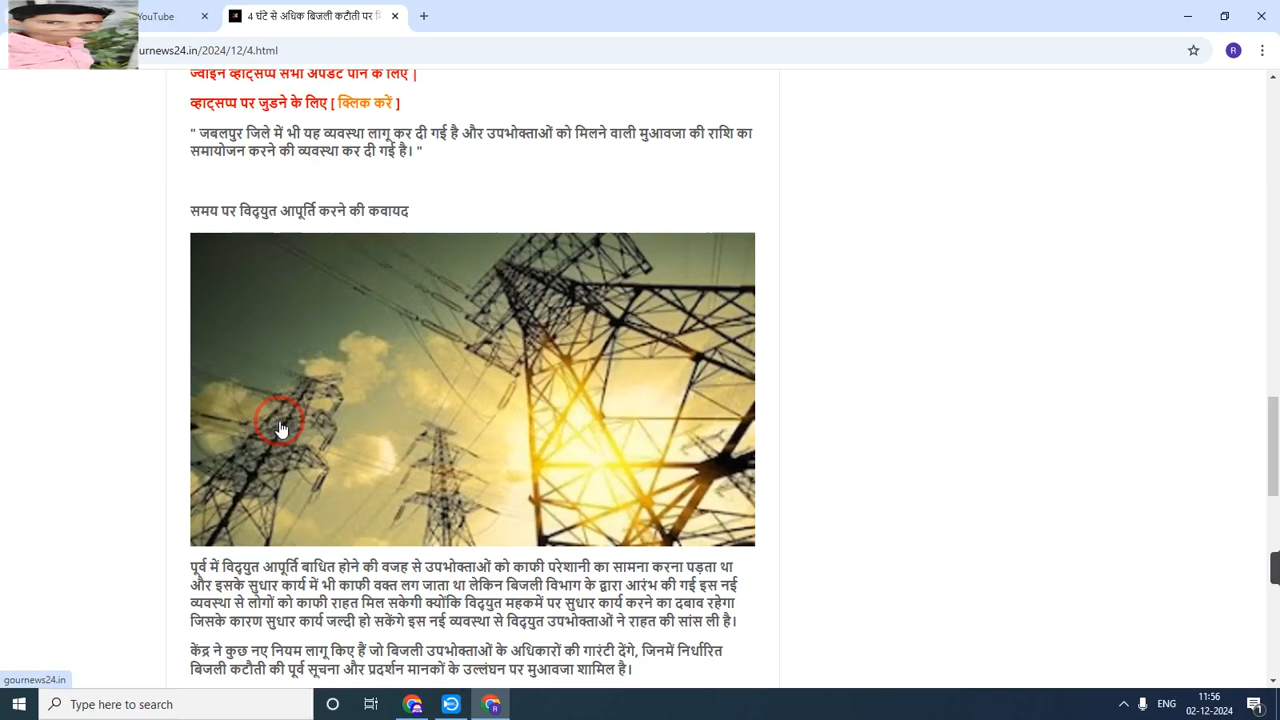 YouTube
4 घंटे से अधिक बिजली कटौती पर
urnews24.in/2024/12/4.html
R
ज्वाइन व्हाट्सप्प सभी अपडेट पाने के लिए |
व्हाट्सप्प पर जुडने के लिए [ क्लिक करें ]
" जबलपुर जिले में भी यह व्यवस्था लागू कर दी गई है और उपभोक्ताओं को मिलने वाली मुआवजा की राशि का
समायोजन करने की व्यवस्था कर दी गई है। "
समय पर विद्युत आपूर्ति करने की कवायद
पूर्व में विद्युत आपूर्ति बाधित होने की वजह से उपभोक्ताओं को काफी परेशानी का सामना करना पड़ता था
और इसके सुधार कार्य में भी काफी वक्त लग जाता था लेकिन बिजली विभाग के द्वारा आरंभ की गई इस नई
व्यवस्था से लोगों को काफी राहत मिल सकेगी क्योंकि विद्युत महकमें पर सुधार कार्य करने का दबाव रहेगा
जिसके कारण सुधार कार्य जल्दी हो सकेंगे इस नई व्यवस्था से विद्युत उपभोक्ताओं ने राहत की सांस ली है।
केंद्र ने कुछ नए नियम लागू किए हैं जो बिजली उपभोक्ताओं के अधिकारों की गारंटी देंगे, जिनमें निर्धारित
बिजली कटौती की पूर्व सूचना और प्रदर्शन मानकों के उल्लंघन पर मुआवजा शामिल है।
gournews24.in
Type here to search
ENG
11:56
02-12-2024